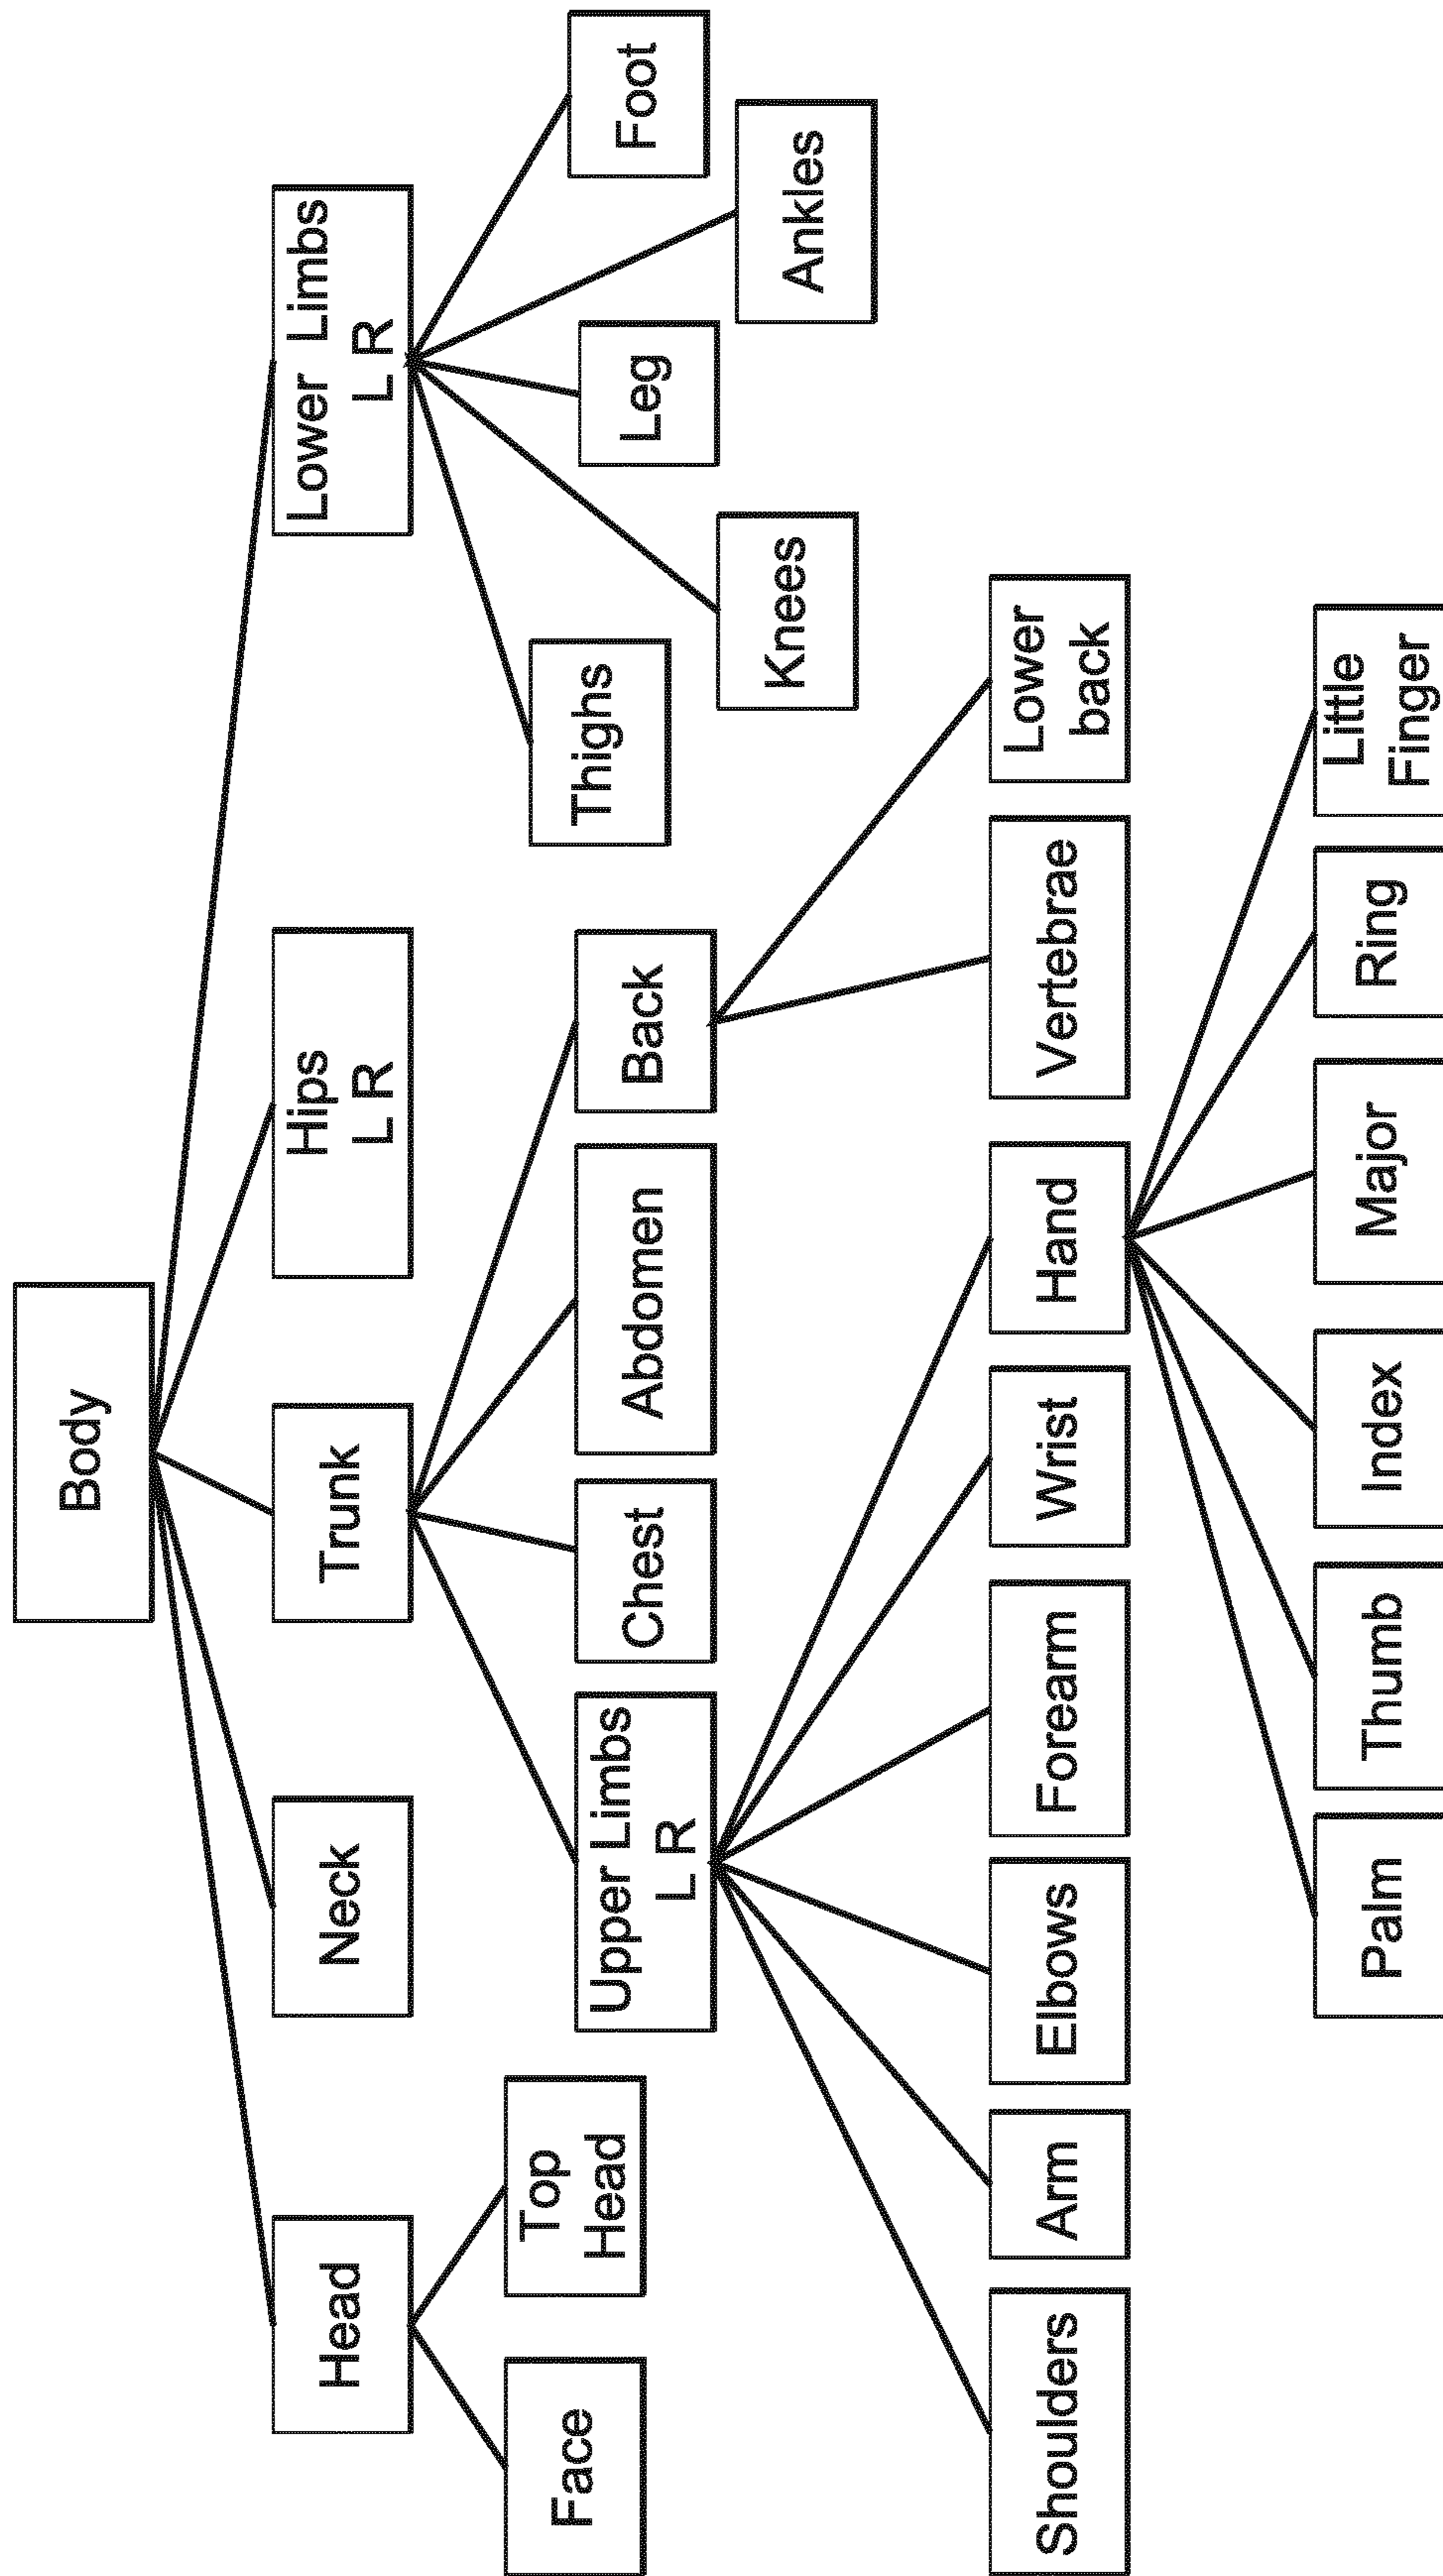 Body
Head
Neck
Trunk
Hips
L R
Lower Limbs
L R
Face
Top
Head
Upper Limbs
L R
Chest
Abdomen
Back
Thighs
Knees
Leg
Ankles
Foot
Shoulders
Arm
Elbows
Forearm
Wrist
Hand
Vertebrae
Lower
back
Palm
Thumb
Index
Major
Ring
Little
Finger